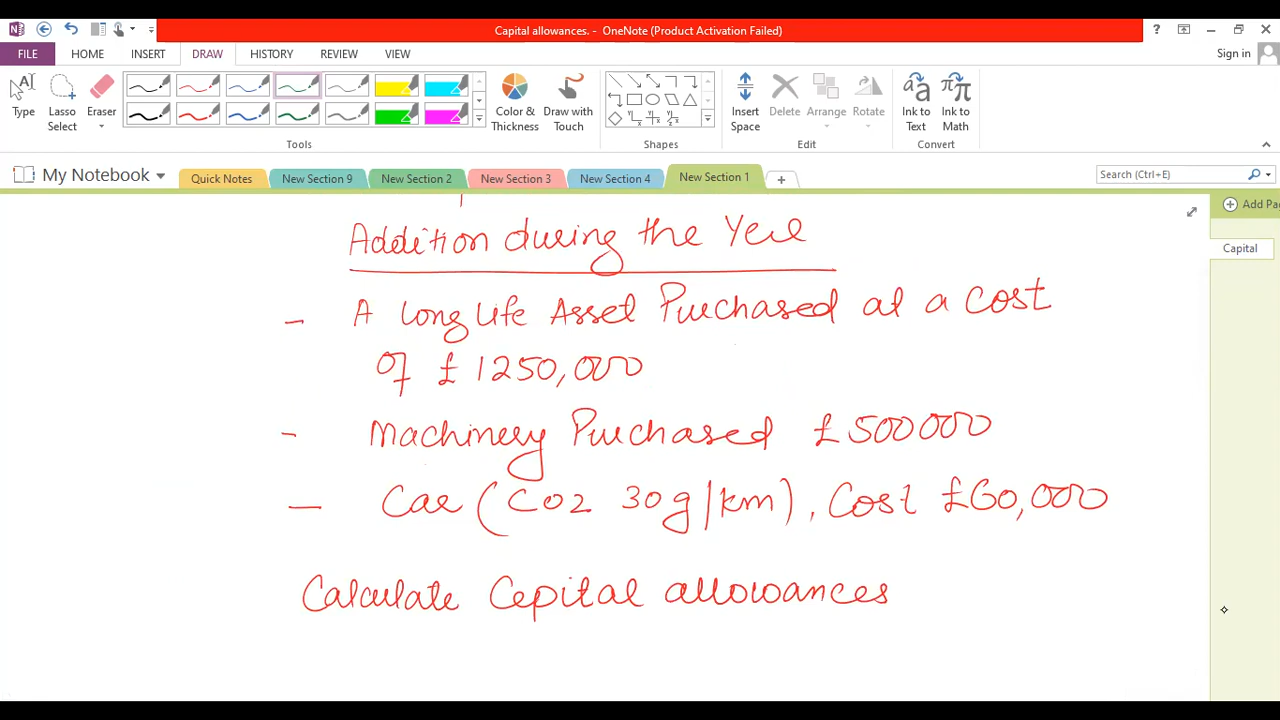 Capital allowances. - OneNote (Product Activation Failed)
Sign in
FILE HOME INSERT DRAW HISTORY REVIEW VIEW
Type
Lasso Select
Eraser
Color & Thickness
Draw with Touch
Insert Space
Delete
Arrange
Rotate
Ink to Text
Ink to Math
Tools
Shapes
Edit
Convert
My Notebook
Quick Notes
New Section 9
New Section 2
New Section 3
New Section 4
New Section 1
Search (Ctrl+E)
Add Pa
Capital
Addition during the Year
- A Long Life Asset Purchased at a cost
of £ 1250,000
- Machinery Purchased £500000
- Car (CO2 30g/km), Cost £60,000
Calculate Capital allowances